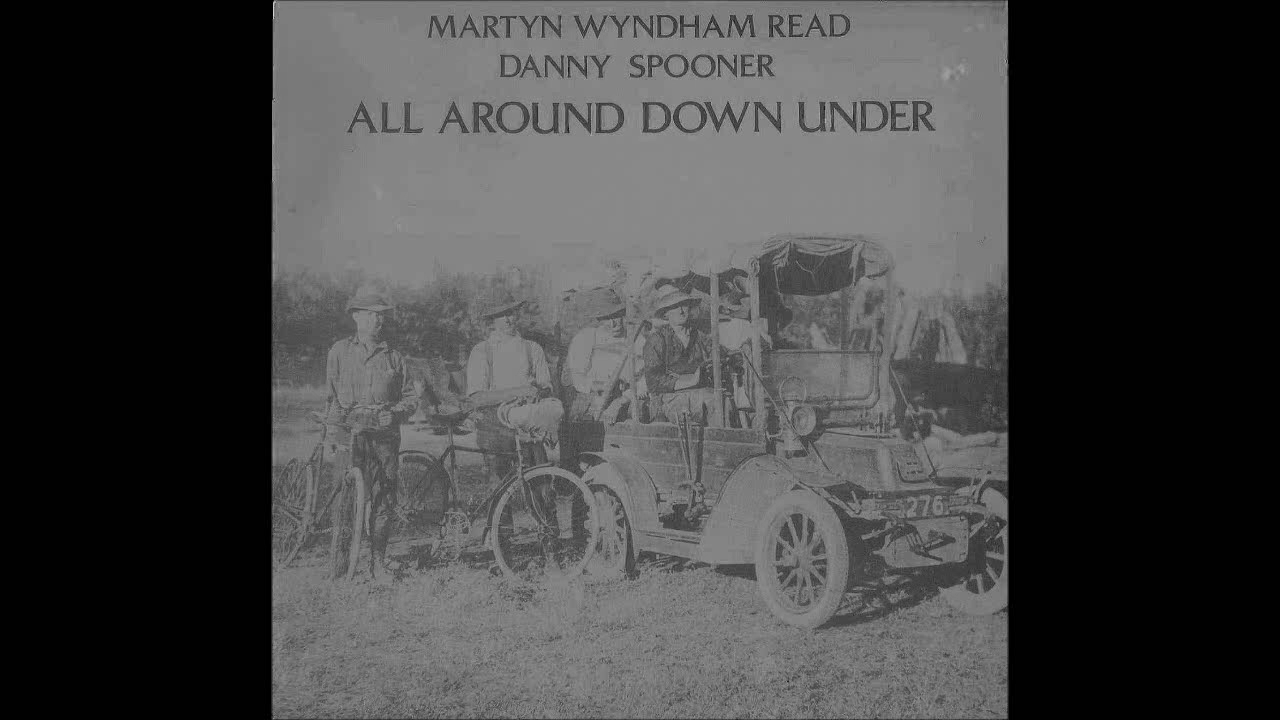 MARTYN WYNDHAM READ
DANNY SPOONER
ALL AROUND DOWN UNDER
276